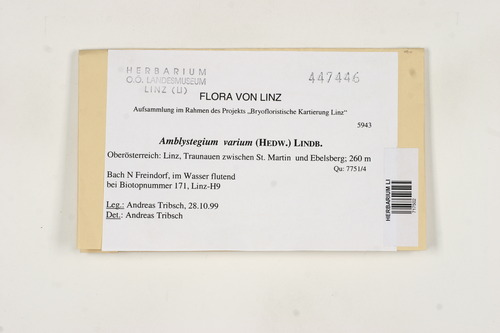 HERBARIUM
O.Ö. LANDESMUSEUM
LINZ (LI)
447446
FLORA VON LINZ
Aufsammlung im Rahmen des Projekts „Bryofloristische Kartierung Linz"
5943
Amblystegium varium (HEDW.) LINDB.
Oberösterreich: Linz, Traunauen zwischen St. Martin und Ebelsberg; 260 m
Qu: 7751/4
Bach N Freindorf, im Wasser flutend
bei Biotopnummer 171, Linz-H9
Leg.: Andreas Tribsch, 28.10.99
Det.: Andreas Tribsch
HERBARIUM LI